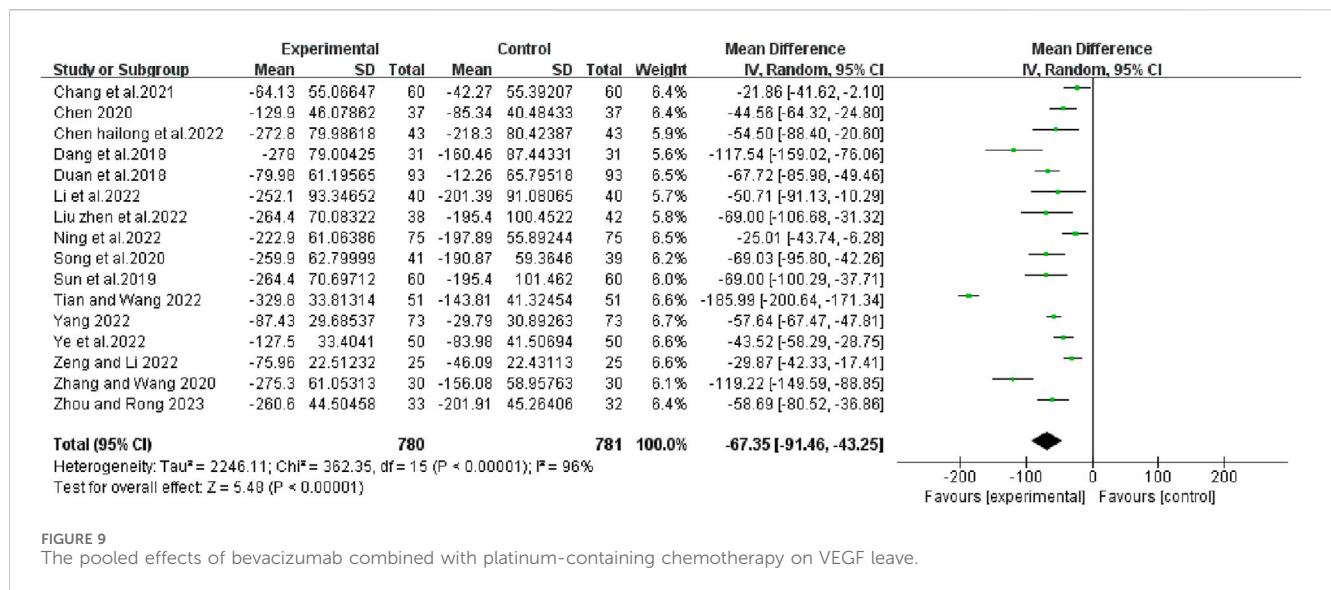 Experimental Control Mean Difference Mean Difference
Study or Subgroup Mean SD Total Mean SD Total Weight IV, Random, 95% CI IV, Random, 95% CI
Chang et al.2021 -64.13 55.06647 60 -42.27 55.39207 60 6.4% -21.86 [-41.62, -2.10]
Chen 2020 -129.9 46.07862 37 -85.34 40.48433 37 6.4% -44.56 [-64.32, -24.80]
Chen hailong et al.2022 -272.8 79.98618 43 -218.3 80.42387 43 5.9% -54.50 [-88.40, -20.60]
Dang et al.2018 -278 79.00425 31 -160.46 87.44331 31 5.6% -117.54 [-159.02, -76.06]
Duan et al.2018 -79.98 61.19565 93 -12.26 65.79518 93 6.5% -67.72 [-85.98, -49.46]
Li et al.2022 -252.1 93.34652 40 -201.39 91.08065 40 5.7% -50.71 [-91.13, -10.29]
Liu zhen et al.2022 -264.4 70.08322 38 -195.4 100.4522 42 5.8% -69.00 [-106.68, -31.32]
Ning et al.2022 -222.9 61.06386 75 -197.89 55.89244 75 6.5% -25.01 [-43.74, -6.28]
Song et al.2020 -259.9 62.79999 41 -190.87 59.3646 39 6.2% -69.03 [-95.80, -42.26]
Sun et al.2019 -264.4 70.69712 60 -195.4 101.462 60 6.0% -69.00 [-100.29, -37.71]
Tian and Wang 2022 -329.8 33.81314 51 -143.81 41.32454 51 6.6% -185.99 [-200.64, -171.34]
Yang 2022 -87.43 29.68537 73 -29.79 30.89263 73 6.7% -57.64 [-67.47, -47.81]
Ye et al.2022 -127.5 33.4041 50 -83.98 41.50694 50 6.6% -43.52 [-58.29, -28.75]
Zeng and Li 2022 -75.96 22.51232 25 -46.09 22.43113 25 6.6% -29.87 [-42.33, -17.41]
Zhang and Wang 2020 -275.3 61.05313 30 -156.08 58.95763 30 6.1% -119.22 [-149.59, -88.85]
Zhou and Rong 2023 -260.6 44.50458 33 -201.91 45.26406 32 6.4% -58.69 [-80.52, -36.86]
Total (95% CI) 780 781 100.0% -67.35 [-91.46, -43.25]
Heterogeneity: Tau² = 2246.11; Chi² = 362.35, df = 15 (P < 0.00001); I² = 96%
Test for overall effect: Z = 5.48 (P < 0.00001)
-200 -100 0 100 200
Favours [experimental] Favours [control]
FIGURE 9
The pooled effects of bevacizumab combined with platinum-containing chemotherapy on VEGF leave.